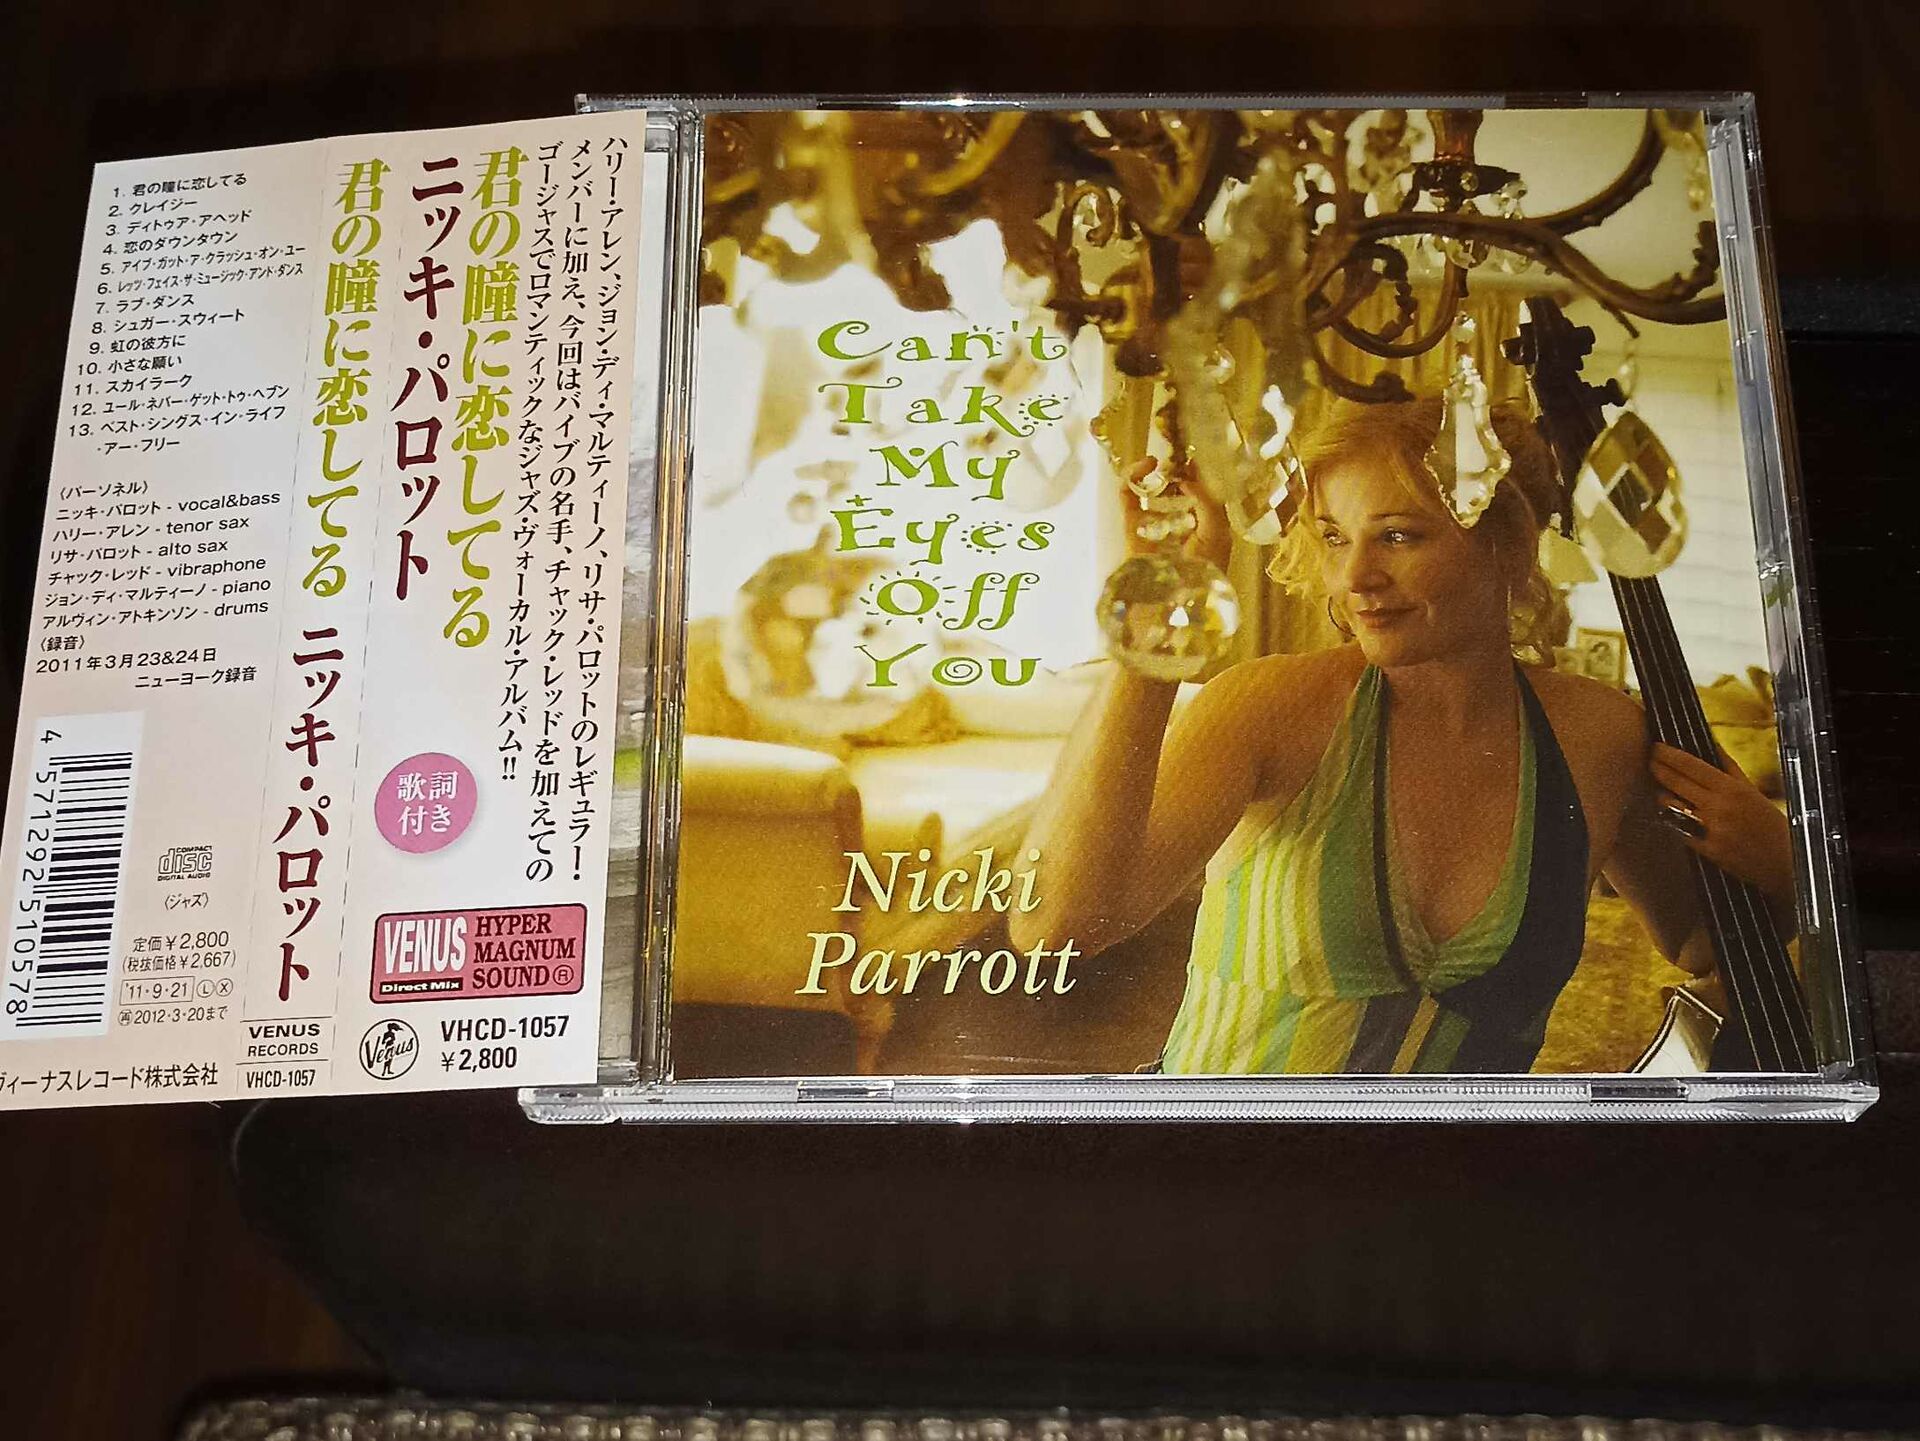 1. 君の瞳に恋してる
2. クレイジー
3. ディトゥア・アヘッド
4. 恋のダウンタウン
5. アイブ・ガット・ア・クラッシュ・オン・ユー
6. レッツ・フェイス・ザ・ミュージック・アンド・ダンス
7. ラブ・ダンス
8. シュガー・スウィート
9. 虹の彼方に
10. 小さな願い
11. スカイラーク
12. ユール・ネバー・ゲット・トゥ・ヘブン
13. ベスト・シングス・イン・ライフ
・アー・フリー
〈パーソネル〉
ニッキ・パロット - vocal&bass
ハリー・アレン - tenor sax
リサ・パロット - alto sax
チャック・レッド - vibraphone
ジョン・ディ・マルティーノ - piano
アルヴィン・アトキンソン - drums
〈録音〉
2011年3月23&24日
ニューヨーク録音
4 571292 510578
COMPACT
disc
DIGITAL AUDIO
〈ジャズ〉
定価¥2,800
(税抜価格¥2,667)
'11・9・21 Ⓛ Ⓧ
㊢2012・3・20まで
ヴィーナスレコード株式会社
君の瞳に恋してる ニッキ・パロット
VENUS
RECORDS
VHCD-1057
ハリー・アレン、ジョン・ディ・マルティーノ、リサ・パロットのレギュラー・
メンバーに加え、今回はバイブの名手、チャック・レッドを加えての
ゴージャスでロマンティックなジャズ・ヴォーカル・アルバム!!
君の瞳に恋してる
ニッキ・パロット
歌詞
付き
VENUS
Direct Mix
HYPER
MAGNUM
SOUND®
Venus
VHCD-1057
¥2,800
Can't
Take
My
Eyes
Off
You
Nicki
Parrott